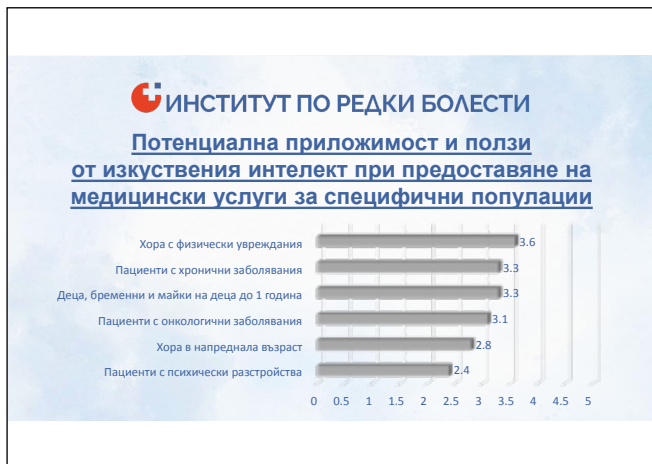 ИНСТИТУТ ПО РЕДКИ БОЛЕСТИ
Потенциална приложимост и ползи
от изкуствения интелект при предоставяне на
медицински услуги за специфични популации
Хора с физически увреждания 3.6
Пациенти с хронични заболявания 3.3
Деца, бременни и майки на деца до 1 година 3.3
Пациенти с онкологични заболявания 3.1
Хора в напреднала възраст 2.8
Пациенти с психически разстройства 2.4
0 0.5 1 1.5 2 2.5 3 3.5 4 4.5 5